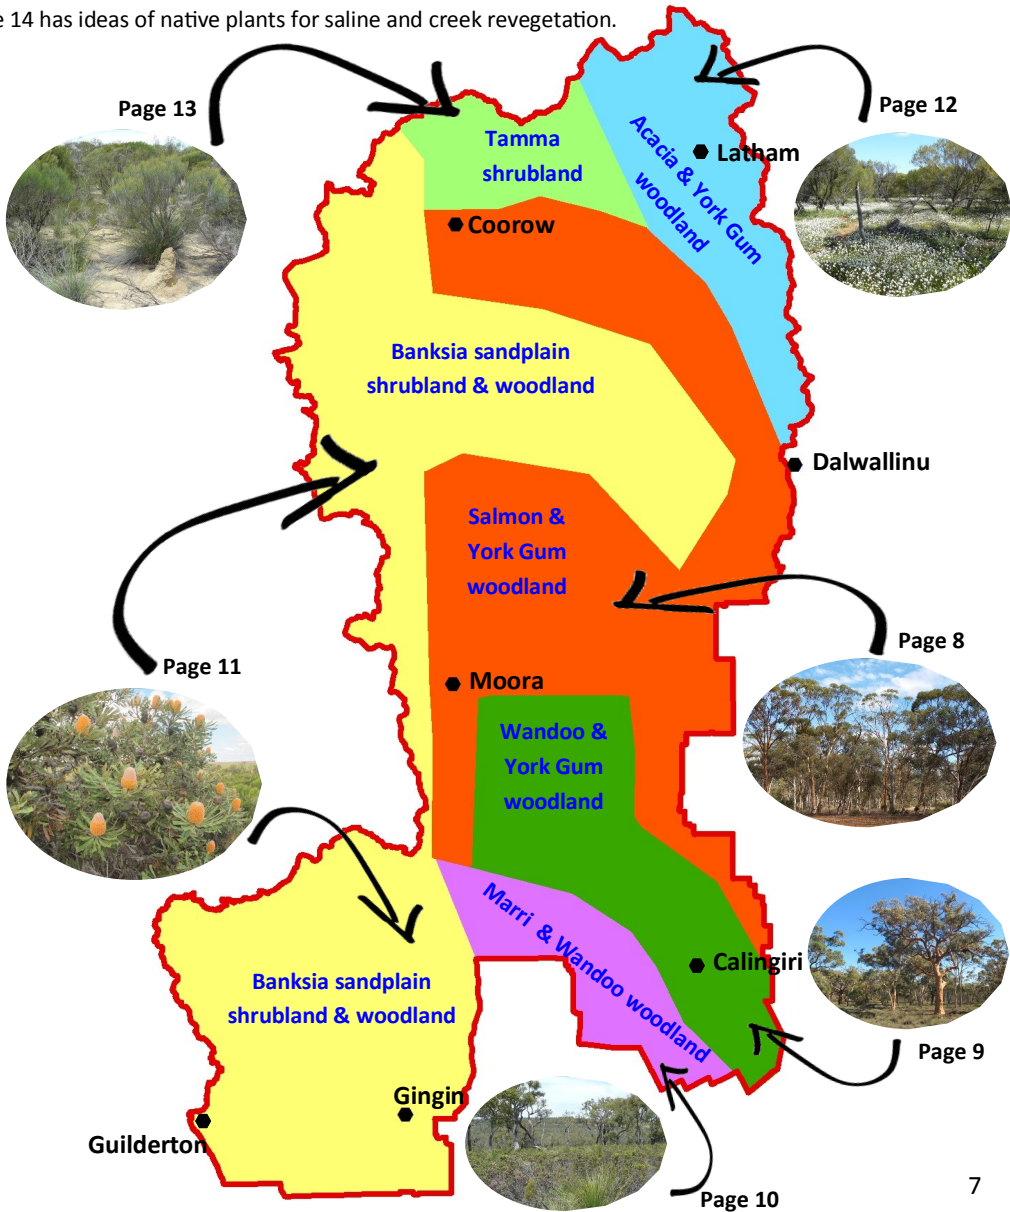 14 has ideas of native plants for saline and creek revegetation.
Page 13
Page 12
Tamma
shrubland
Acacia & York Gum
woodland
Latham
Coorow
Banksia sandplain
shrubland & woodland
Dalwallinu
Salmon &
York Gum
woodland
Page 8
Page 11
Moora
Wandoo &
York Gum
woodland
Marri & Wandoo woodland
Calingiri
Banksia sandplain
shrubland & woodland
Page 9
Gingin
Guilderton
Page 10
7